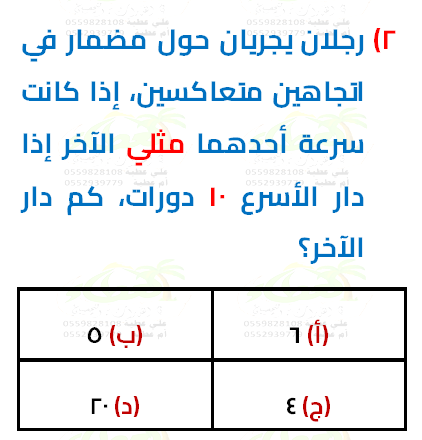 ٢) رجلان يجريان حول مضمار في
اتجاهين متعاكسين، إذا كانت
سرعة أحدهما مثلي الآخر إذا
دار الأسرع ١٠ دورات، كم دار
الآخر؟
(أ) ٦
(ب) ٥
(ج) ٤
(د) ٢٠